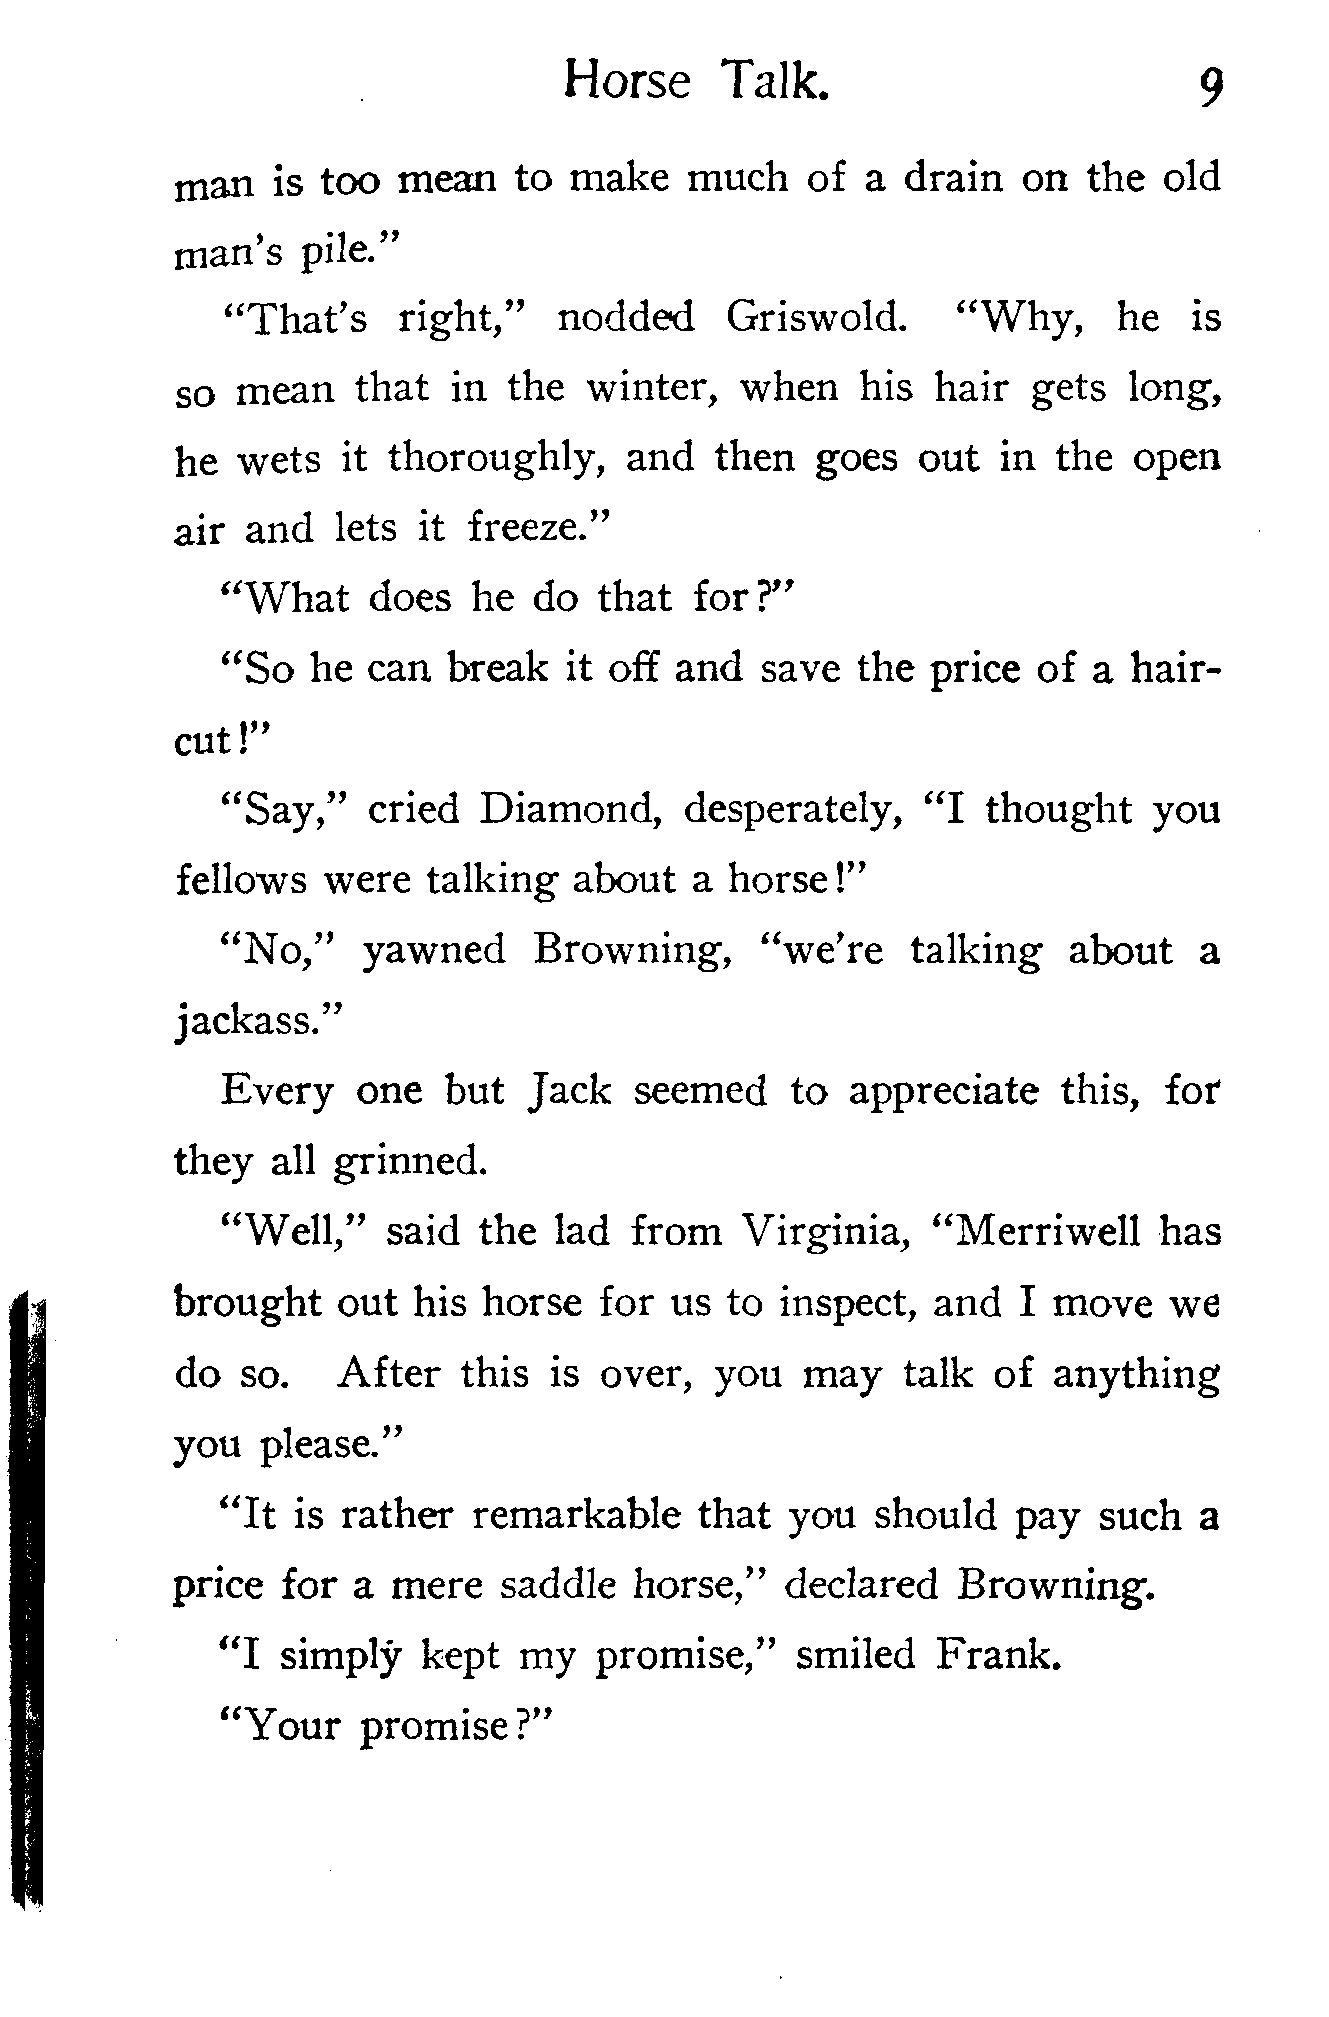 Horse Talk. 9
man is too mean to make much of a drain on the old
man's pile."
"That's right," nodded Griswold. "Why, he is
so mean that in the winter, when his hair gets long,
he wets it thoroughly, and then goes out in the open
air and lets it freeze."
"What does he do that for?"
"So he can break it off and save the price of a hair-
cut!"
"Say," cried Diamond, desperately, "I thought you
fellows were talking about a horse!"
"No," yawned Browning, "we're talking about a
jackass."
Every one but Jack seemed to appreciate this, for
they all grinned.
"Well," said the lad from Virginia, "Merriwell has
brought out his horse for us to inspect, and I move we
do so. After this is over, you may talk of anything
you please."
"It is rather remarkable that you should pay such a
price for a mere saddle horse," declared Browning.
"I simply kept my promise," smiled Frank.
"Your promise?"